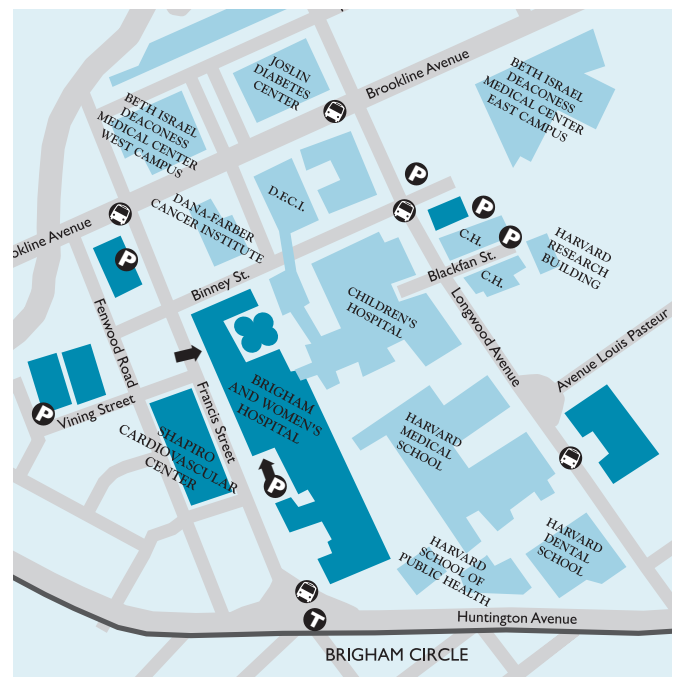 JOSLIN
DIABETES
CENTER
Brookline Avenue
BETH ISRAEL
DEACONESS
MEDICAL CENTER
EAST CAMPUS
BETH ISRAEL
DEACONESS
MEDICAL CENTER
WEST CAMPUS
P
D.F.C.I.
DANA-FARBER
CANCER INSTITUTE
P
okline Avenue
C.H.
P
HARVARD
RESEARCH
BUILDING
P
Binney St.
Blackfan St.
C.H.
CHILDREN'S
HOSPITAL
Longwood Avenue
Fenwood Road
Avenue Louis Pasteur
BRIGHAM
AND WOMEN'S
HOSPITAL
P
Vining Street
Francis Street
SHAPIRO
CARDIOVASCULAR
CENTER
HARVARD
MEDICAL
SCHOOL
P
HARVARD
SCHOOL OF
PUBLIC HEALTH
HARVARD
DENTAL
SCHOOL
T
Huntington Avenue
BRIGHAM CIRCLE